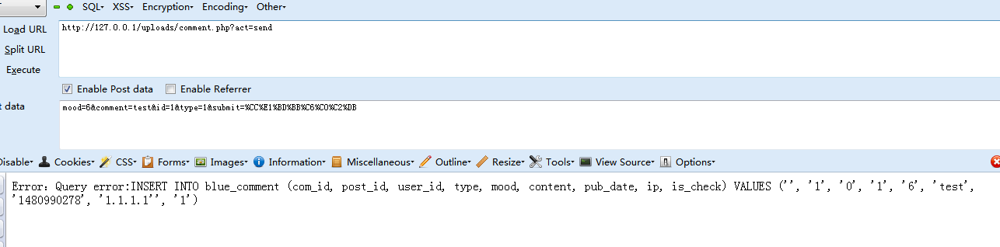 SQL▾ XSS▾ Encryption▾ Encoding▾ Other▾
Load URL
http://127.0.0.1/uploads/comment.php?act=send
Split URL
Execute
Enable Post data Enable Referrer
t data
mood=6&comment=test&id=1&type=1&submit=%CC%E1%BD%BB%C6%C0%C2%DB
Disable▾ Cookies▾ CSS▾ Forms▾ Images▾ Information▾ Miscellaneous▾ Outline▾ Resize▾ Tools▾ View Source▾ Options▾
Error：Query error:INSERT INTO blue_comment (com_id, post_id, user_id, type, mood, content, pub_date, ip, is_check) VALUES ('', '1', '0', '1', '6', 'test',
'1480990278', '1.1.1.1'', '1')